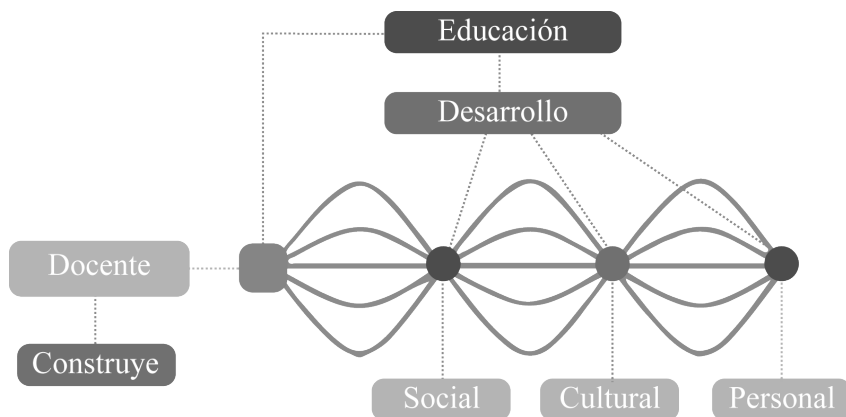 Educación
Desarrollo
Docente
Construye
Social
Cultural
Personal